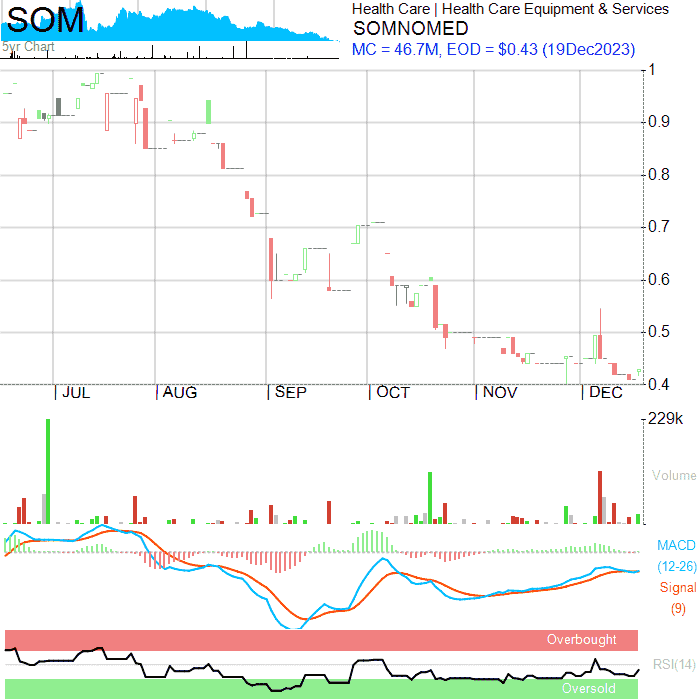 SOM
5yr Chart
Health Care | Health Care Equipment & Services
SOMNOMED
MC = 46.7M, EOD = $0.43 (19Dec2023)
1
0.9
0.8
0.7
0.6
0.5
0.4
JUL
AUG
SEP
OCT
NOV
DEC
229k
Volume
MACD
(12-26)
Signal
(9)
Overbought
RSI(14)
Oversold